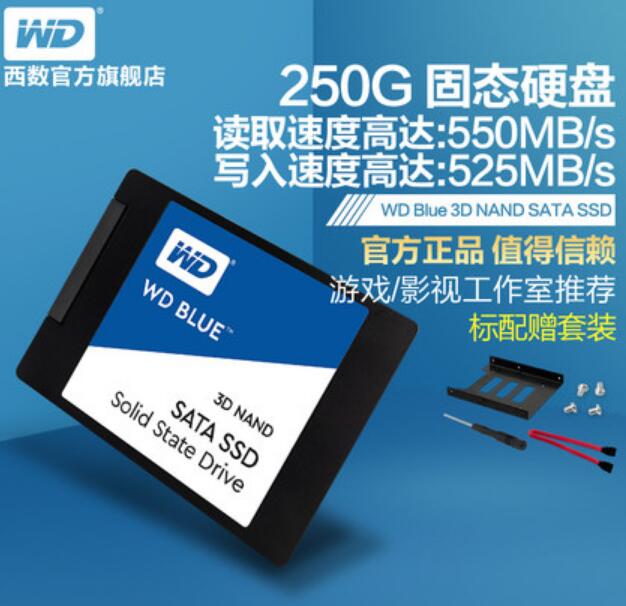 WD®
西数官方旗舰店
250G 固态硬盘
读取速度高达:550MB/s
写入速度高达:525MB/s
WD Blue 3D NAND SATA SSD
官方正品 值得信赖
游戏/影视工作室推荐
标配赠套装
WD
WD BLUE™
3D NAND
SATA SSD
Solid State Drive